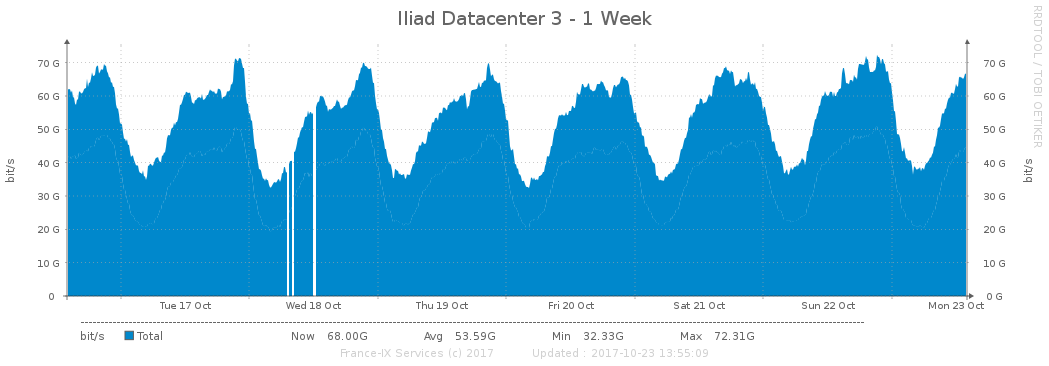 Iliad Datacenter 3 - 1 Week
RRDTOOL / TOBI OETIKER
bit/s
70 G 70 G
60 G 60 G
50 G 50 G
40 G 40 G
30 G 30 G
20 G 20 G
10 G 10 G
0 0 G
bit/s
Tue 17 Oct Wed 18 Oct Thu 19 Oct Fri 20 Oct Sat 21 Oct Sun 22 Oct Mon 23 Oct
bit/s Total Now 68.00G Avg 53.59G Min 32.33G Max 72.31G
France-IX Services (c) 2017 Updated : 2017-10-23 13:55:09